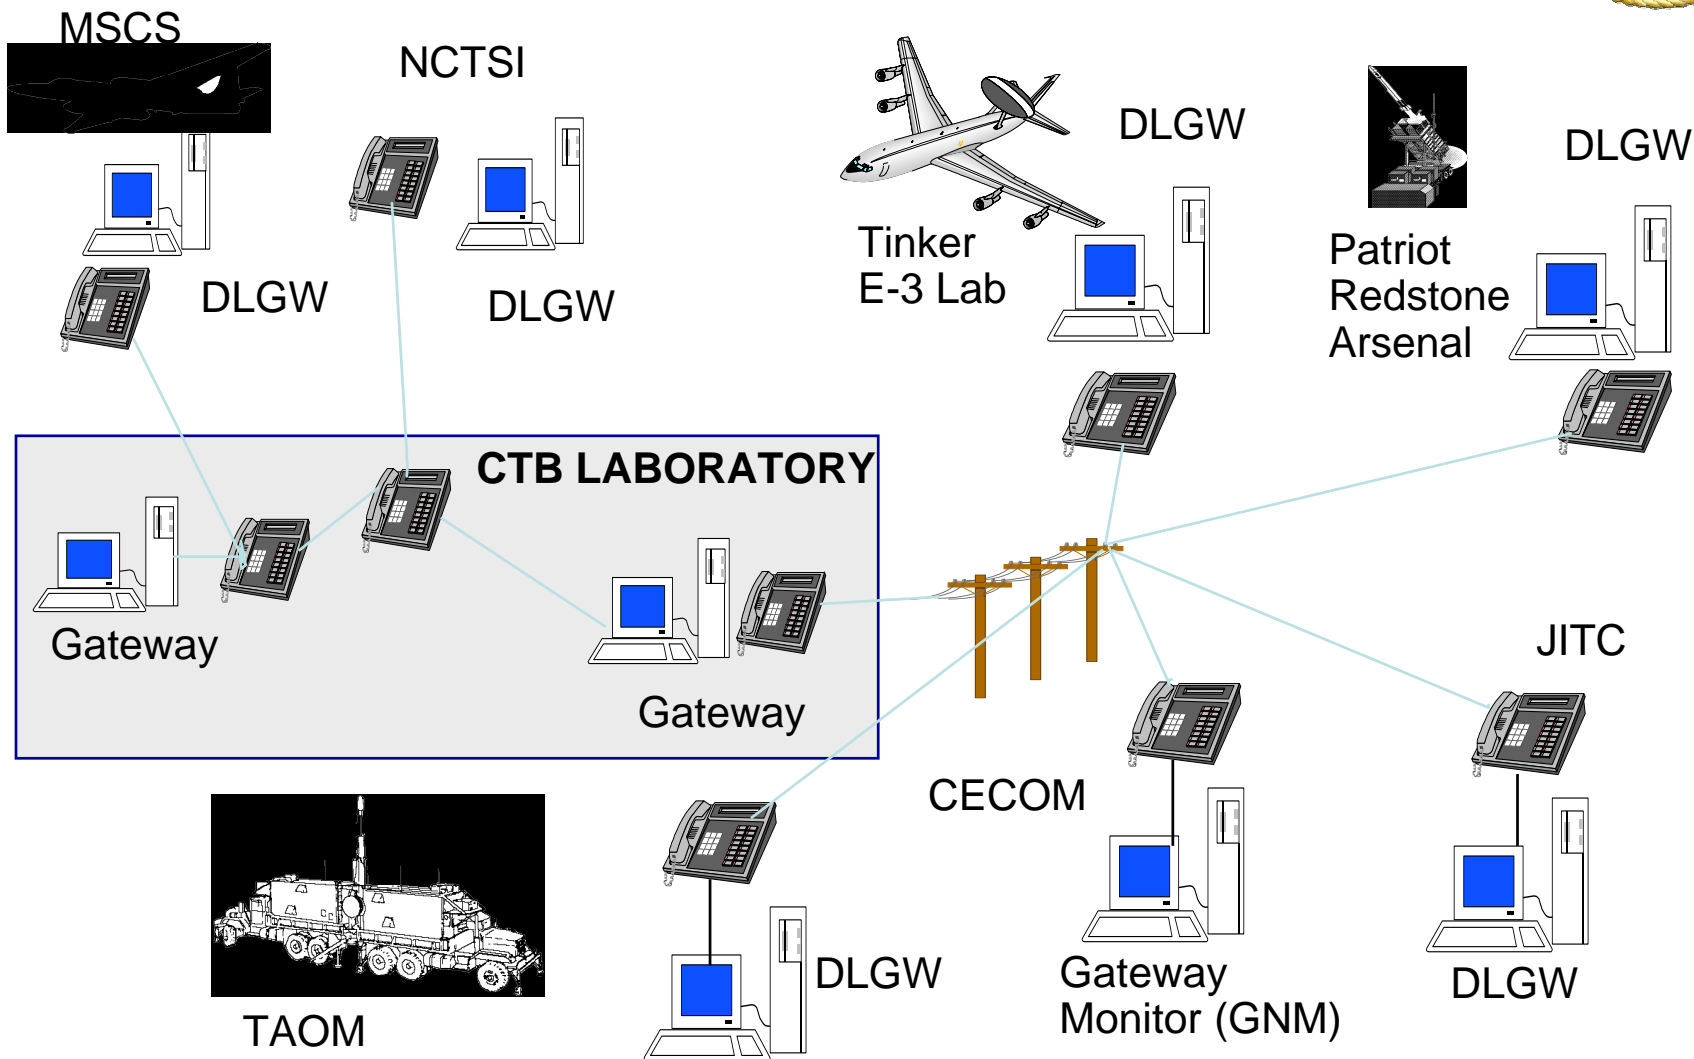 MSCS
NCTSI
DLGW
DLGW
DLGW
DLGW
Tinker
E-3 Lab
Patriot
Redstone
Arsenal
CTB LABORATORY
Gateway
Gateway
JITC
CECOM
TAOM
DLGW
Gateway
Monitor (GNM)
DLGW